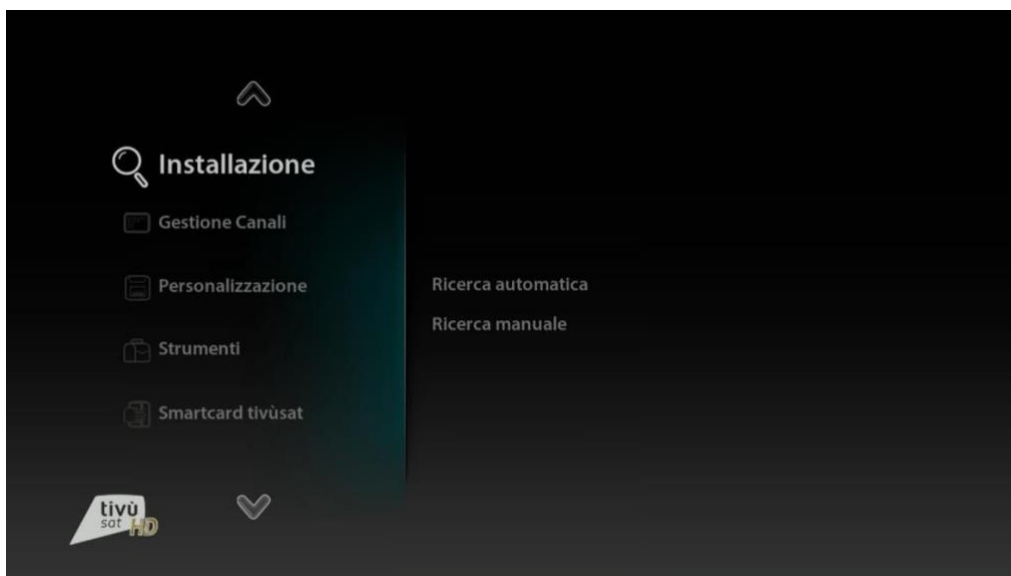 Installazione
Gestione Canali
Personalizzazione
Strumenti
Smartcard tivùsat
Ricerca automatica
Ricerca manuale
tivù
sat HD